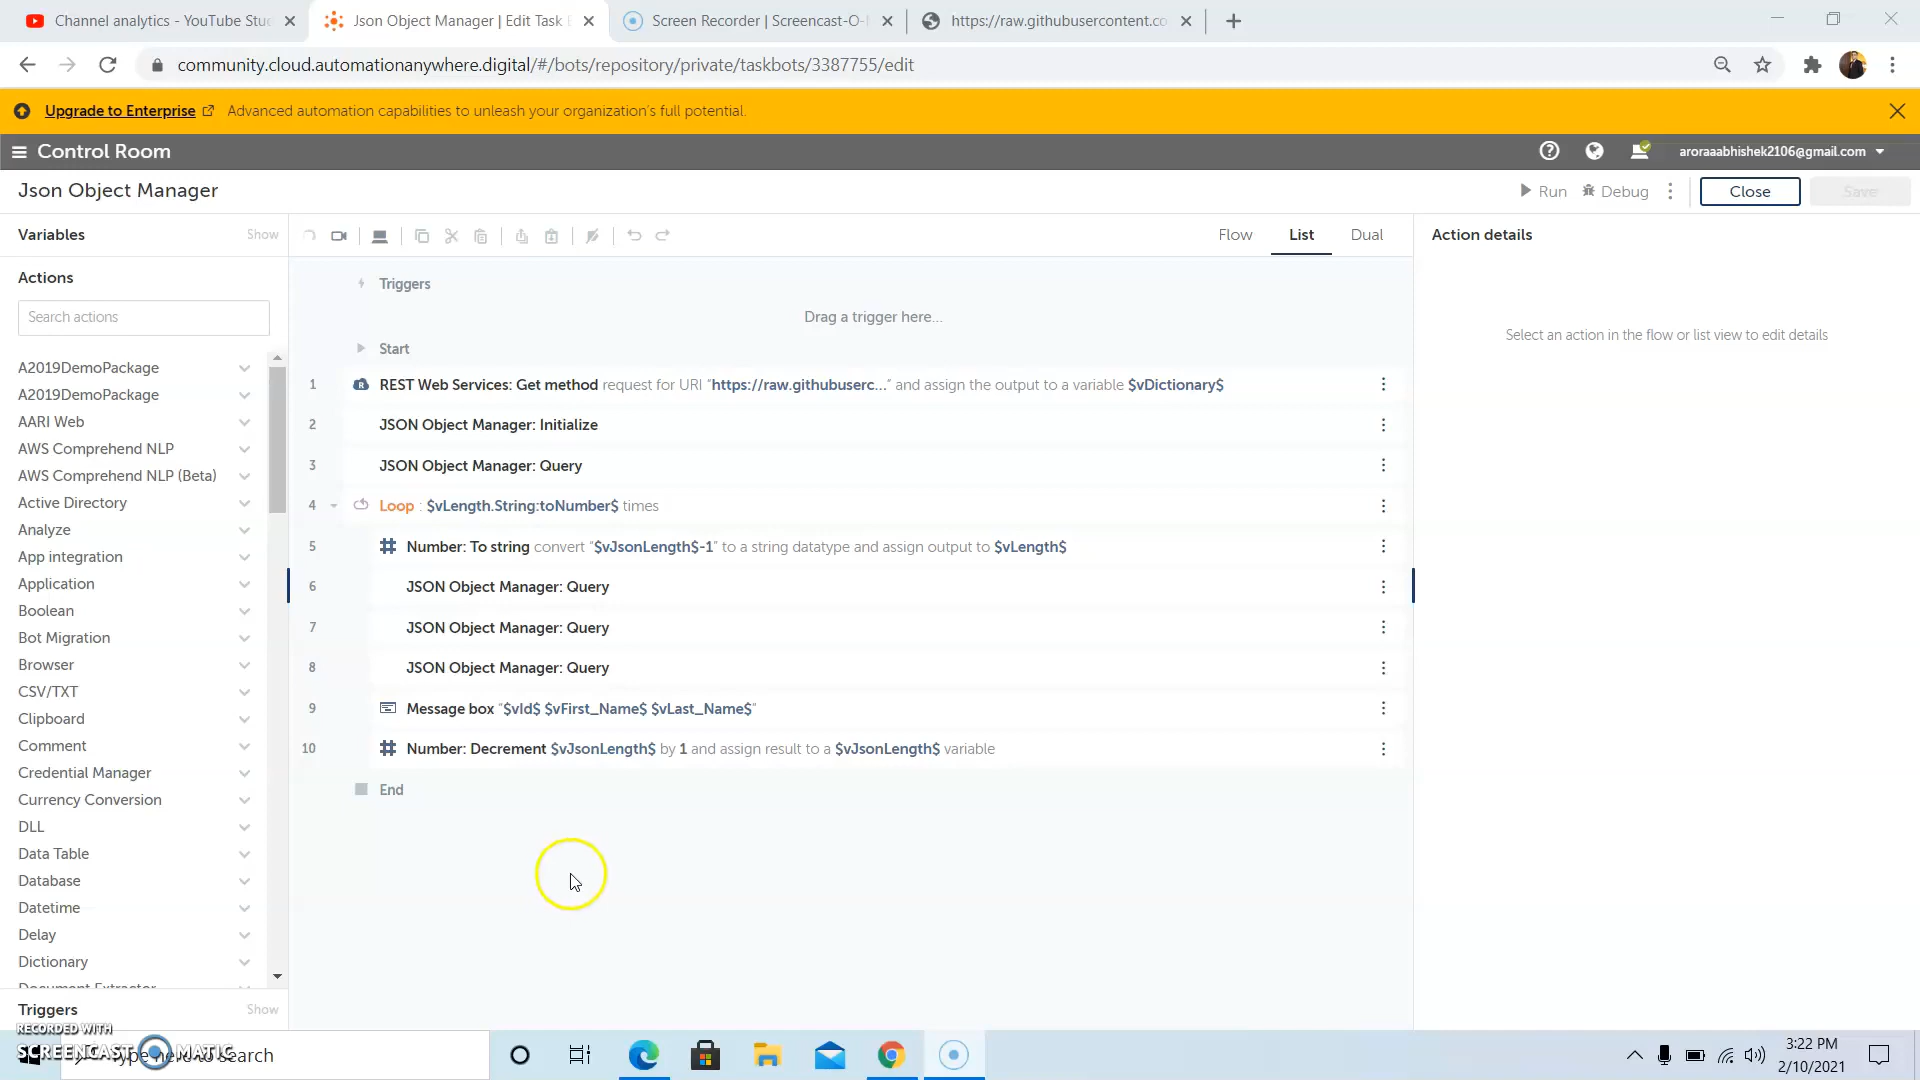 Channel analytics - YouTube Stu
Json Object Manager | Edit Task
Screen Recorder | Screencast-O-
https://raw.githubusercontent.co
community.cloud.automationanywhere.digital/#/bots/repository/private/taskbots/3387755/edit
Upgrade to Enterprise Advanced automation capabilities to unleash your organization's full potential.
Control Room
aroraaabhishek2106@gmail.com
Json Object Manager
Run
Debug
Close
Save
Variables
Show
Flow
List
Dual
Action details
Actions
Search actions
A2019DemoPackage
A2019DemoPackage
AARI Web
AWS Comprehend NLP
AWS Comprehend NLP (Beta)
Active Directory
Analyze
App integration
Application
Boolean
Bot Migration
Browser
CSV/TXT
Clipboard
Comment
Credential Manager
Currency Conversion
DLL
Data Table
Database
Datetime
Delay
Dictionary
Document Extractor
Triggers
Show
Triggers
Drag a trigger here...
Start
1 REST Web Services: Get method request for URI "https://raw.githubuserc..." and assign the output to a variable $vDictionary$
2 JSON Object Manager: Initialize
3 JSON Object Manager: Query
4 Loop : $vLength.String:toNumber$ times
5 Number: To string convert "$vJsonLength$-1" to a string datatype and assign output to $vLength$
6 JSON Object Manager: Query
7 JSON Object Manager: Query
8 JSON Object Manager: Query
9 Message box "$vId$ $vFirst_Name$ $vLast_Name$"
10 Number: Decrement $vJsonLength$ by 1 and assign result to a $vJsonLength$ variable
End
Select an action in the flow or list view to edit details
RECORDED WITH
SCREENCAST MATIC
Type here to search
3:22 PM
2/10/2021